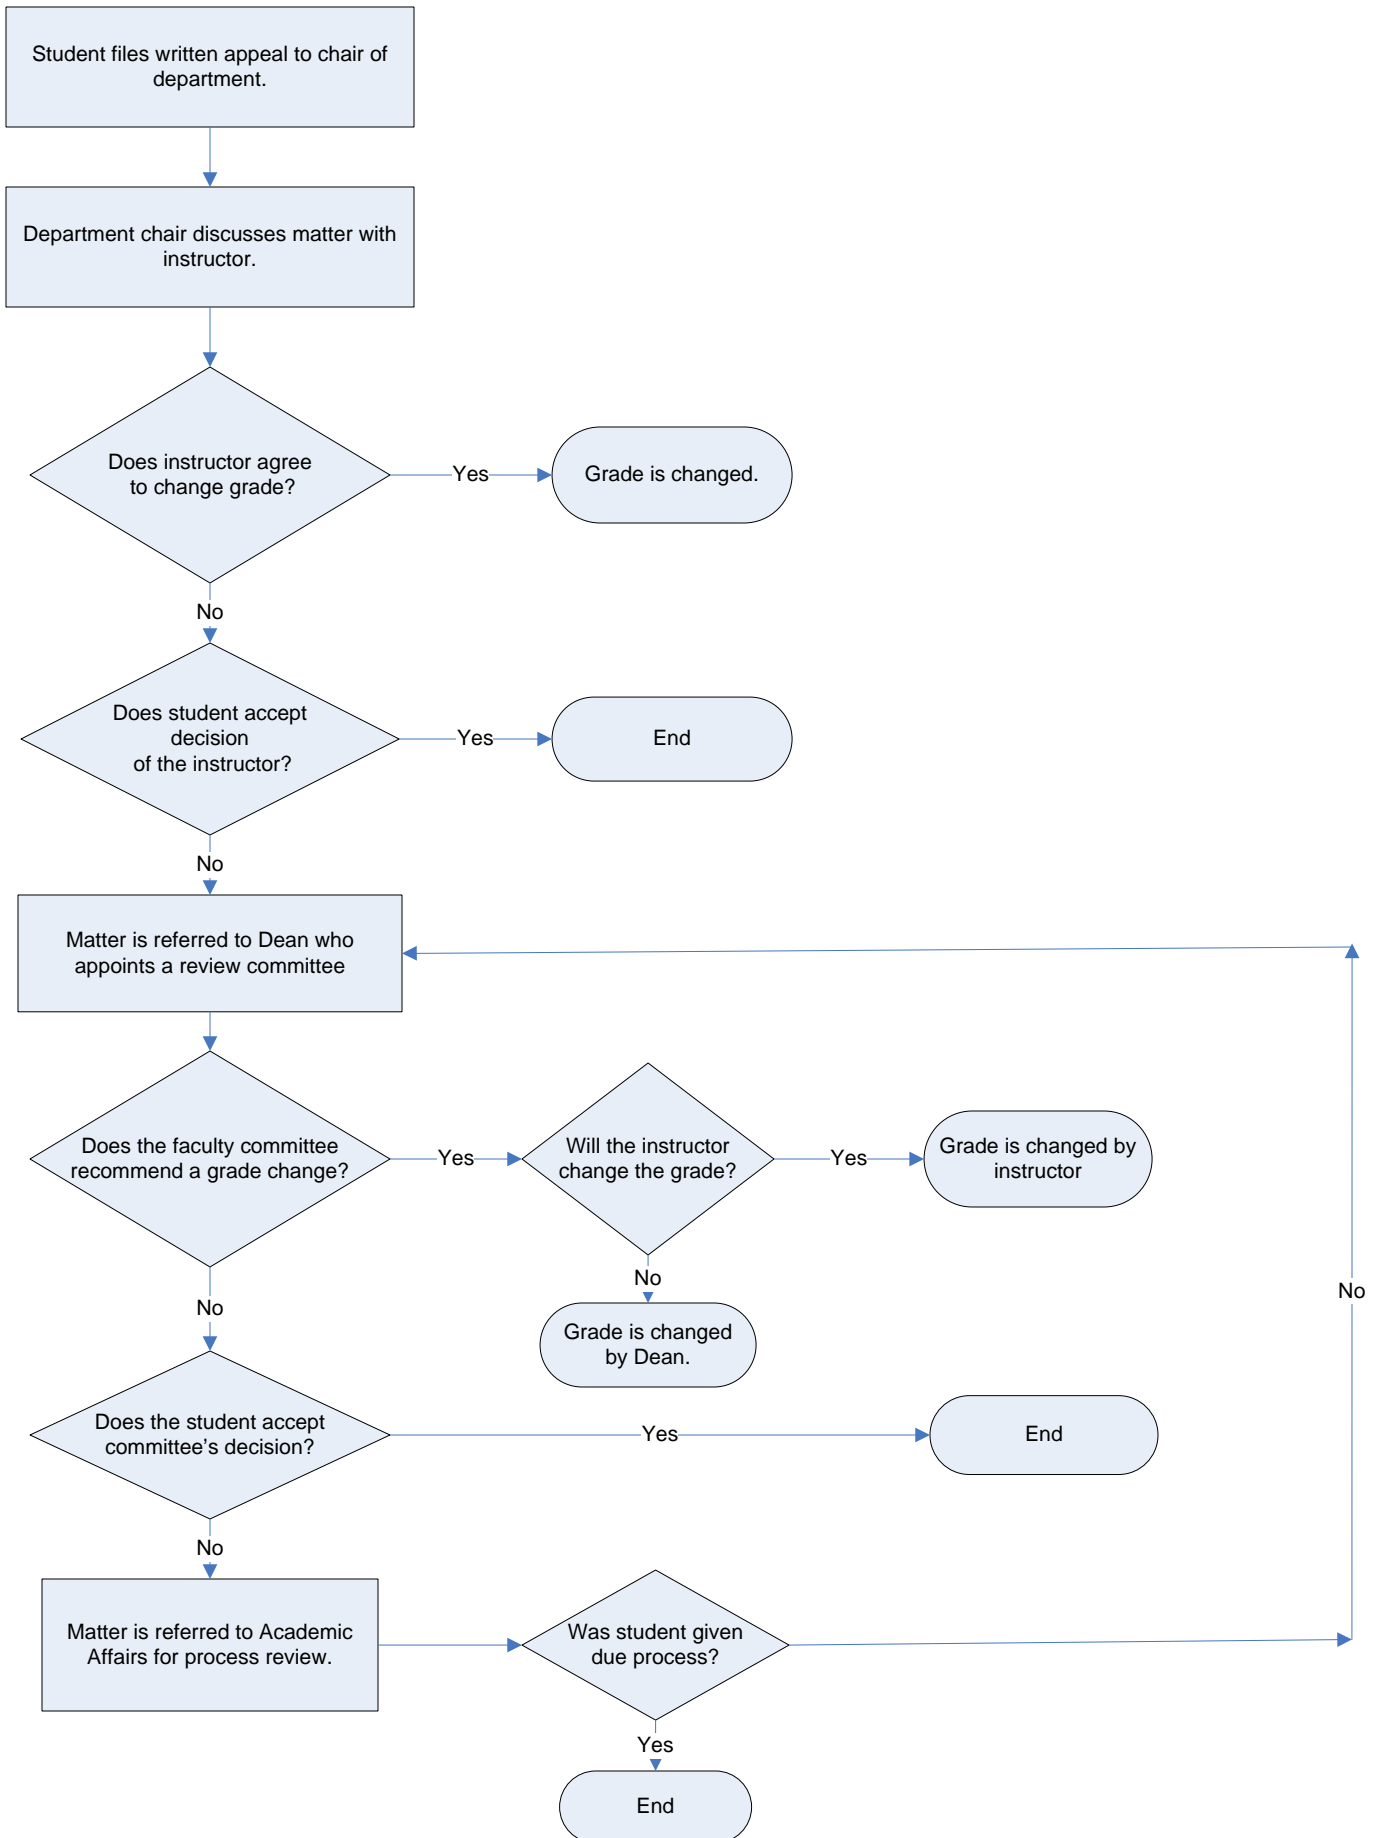 Student files written appeal to chair of
department.
Department chair discusses matter with
instructor.
Does instructor agree
to change grade?
Yes
Grade is changed.
No
Does student accept
decision
of the instructor?
Yes
End
No
Matter is referred to Dean who
appoints a review committee
Does the faculty committee
recommend a grade change?
Yes
Will the instructor
change the grade?
Yes
Grade is changed by
instructor
No
Grade is changed
by Dean.
No
No
Does the student accept
committee's decision?
Yes
End
No
Matter is referred to Academic
Affairs for process review.
Was student given
due process?
Yes
End